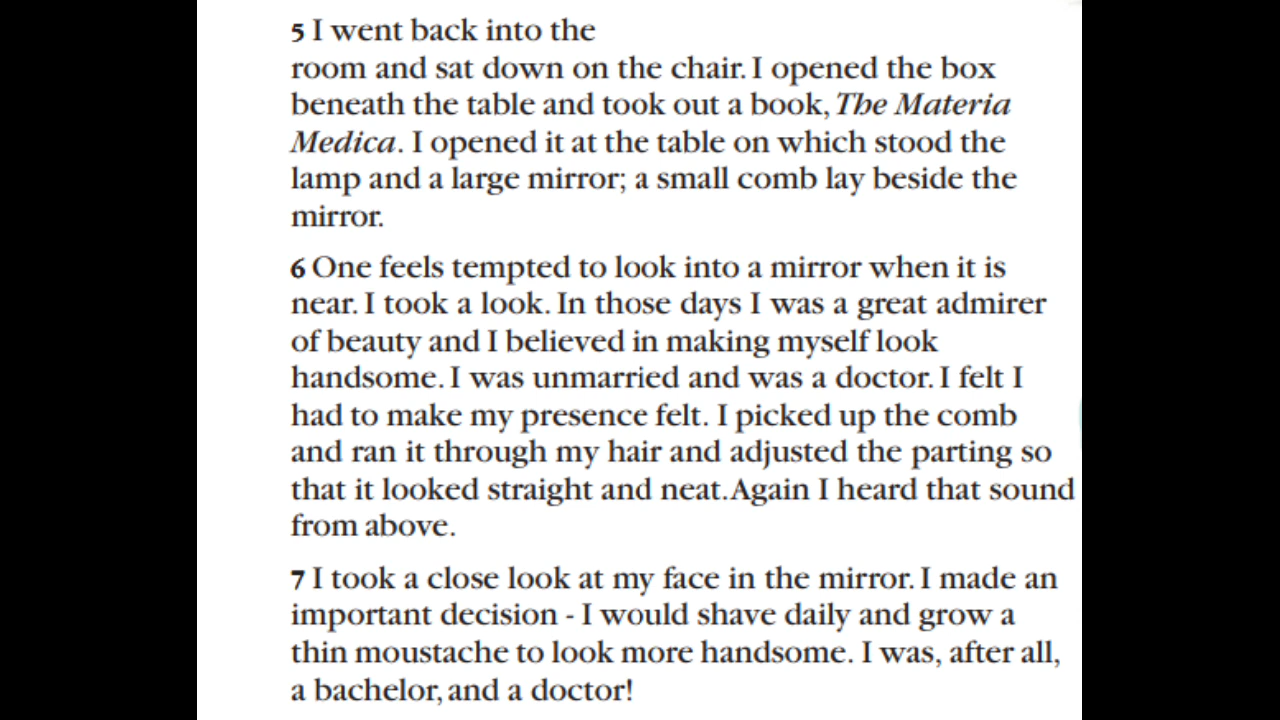 5 I went back into the
room and sat down on the chair. I opened the box
beneath the table and took out a book, The Materia
Medica. I opened it at the table on which stood the
lamp and a large mirror; a small comb lay beside the
mirror.
6 One feels tempted to look into a mirror when it is
near. I took a look. In those days I was a great admirer
of beauty and I believed in making myself look
handsome. I was unmarried and was a doctor. I felt I
had to make my presence felt. I picked up the comb
and ran it through my hair and adjusted the parting so
that it looked straight and neat. Again I heard that sound
from above.
7 I took a close look at my face in the mirror. I made an
important decision - I would shave daily and grow a
thin moustache to look more handsome. I was, after all,
a bachelor, and a doctor!